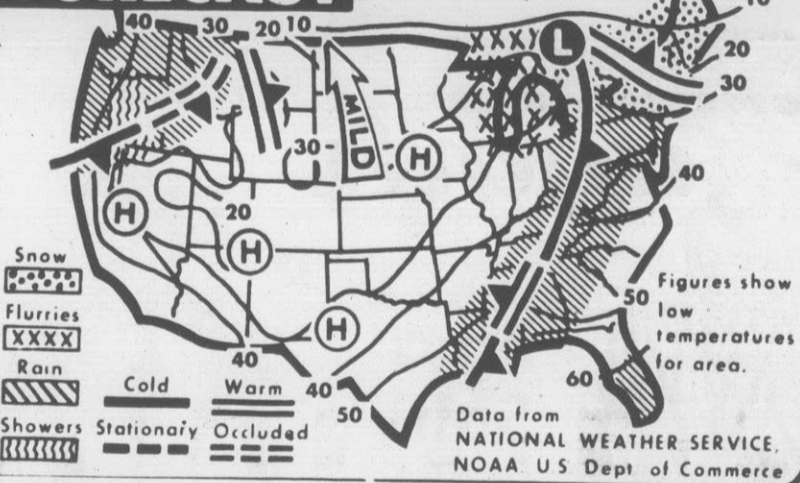 FORECAST
40 30 20 10
10
20
30
L
MILD
30
H
40
H
20
H
Snow
Figures show
50
low
Flurries
H
temperatures
XXXX
40
for area.
Rain
Cold Warm
40
60
50
Showers Stationary Occluded
Data from
NATIONAL WEATHER SERVICE,
NOAA U S Dept of Commerce